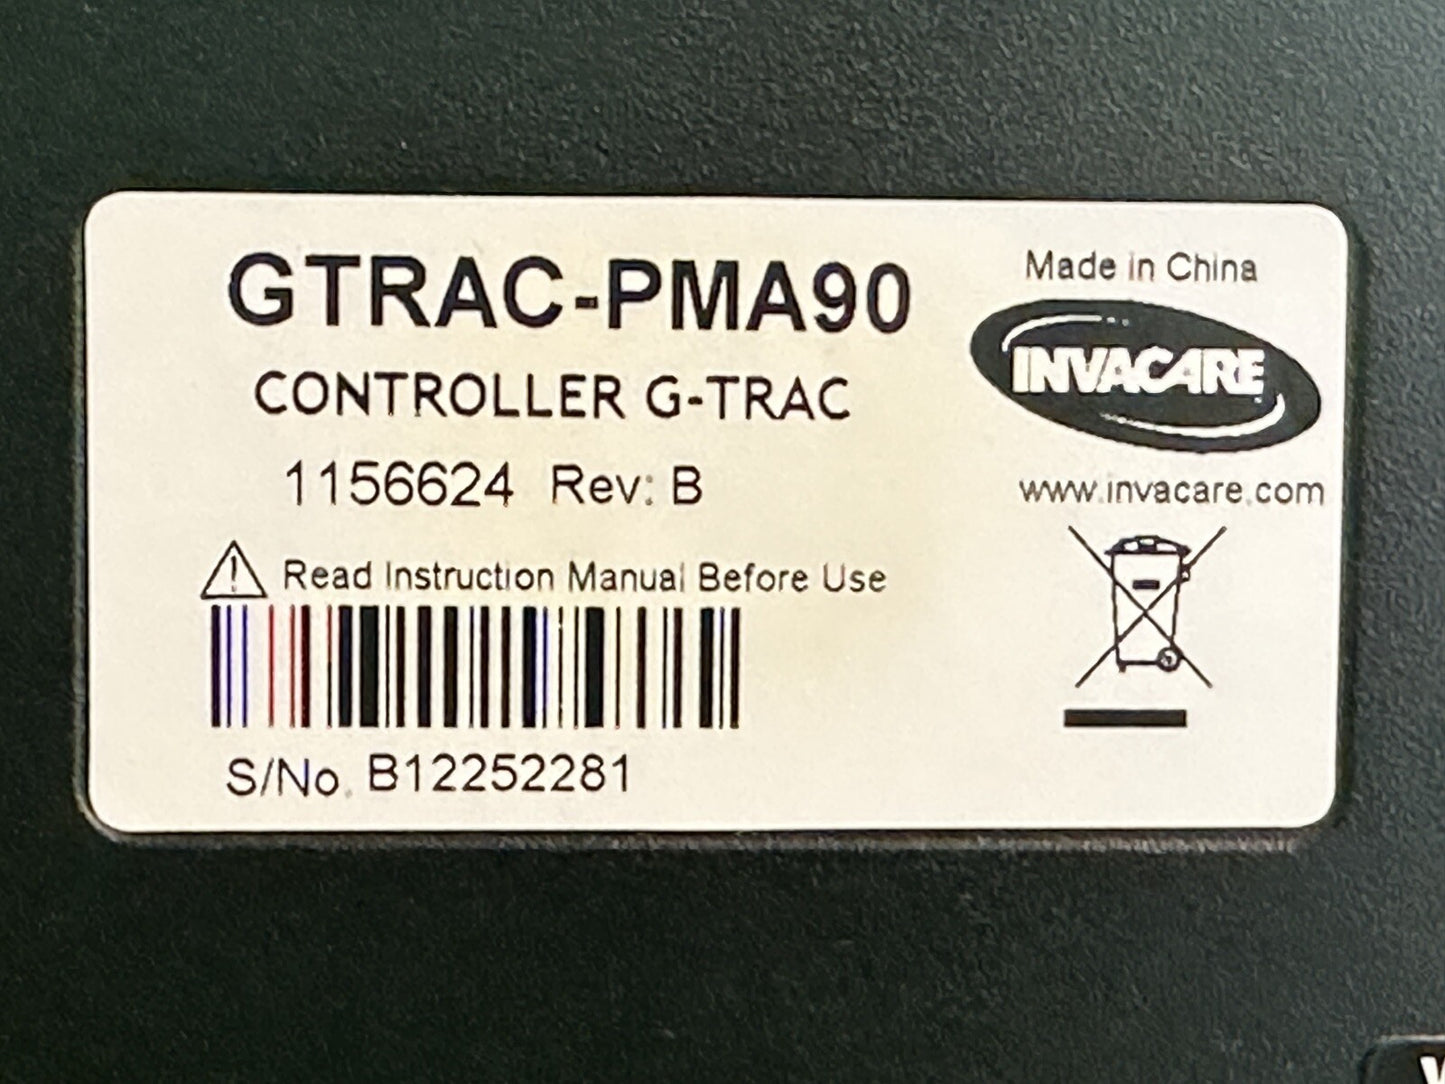 GTRAC-PMA90
CONTROLLER G-TRAC
1156624 Rev: B
Read Instruction Manual Before Use
S/No. B12252281
Made in China
INVACARE
www.invacare.com